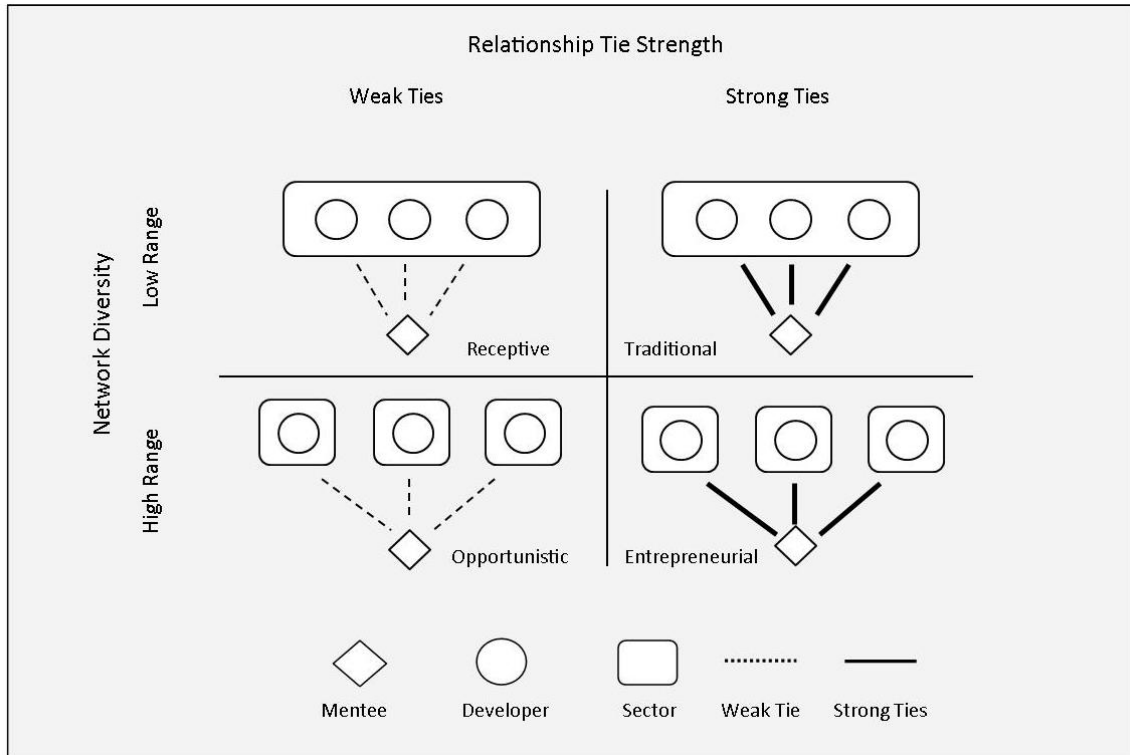 Relationship Tie Strength
Weak Ties
Strong Ties
Network Diversity
Low Range
High Range
Receptive
Traditional
Opportunistic
Entrepreneurial
Mentee
Developer
Sector
Weak Tie
Strong Ties